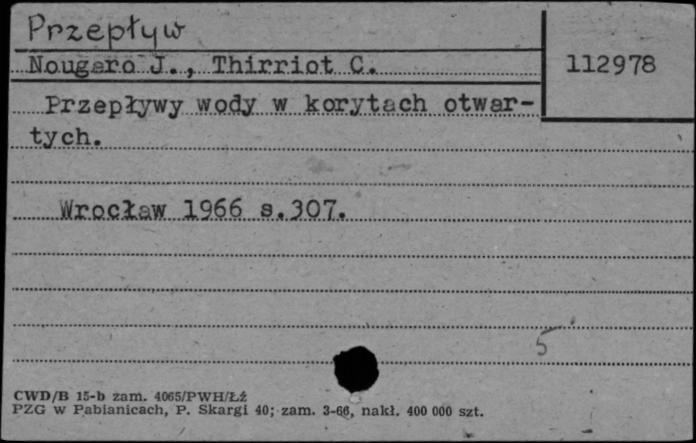 Przepływ
Nougaro J., Thirriot C.
112978
Przepływy wody w korytach otwar-
tych.
Wrocław 1966 s.307.
5
CWD/B 15-b zam. 4065/PWH/Łź
PZG w Pabianicach, P. Skargi 40; zam. 3-66, nakł. 400 000 szt.